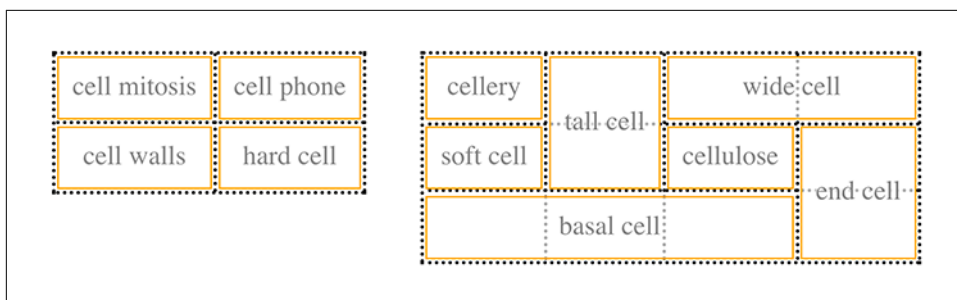 cell mitosis cell phone
cell walls hard cell
cellery tall cell wide cell
soft cell cellulose end cell
basal cell